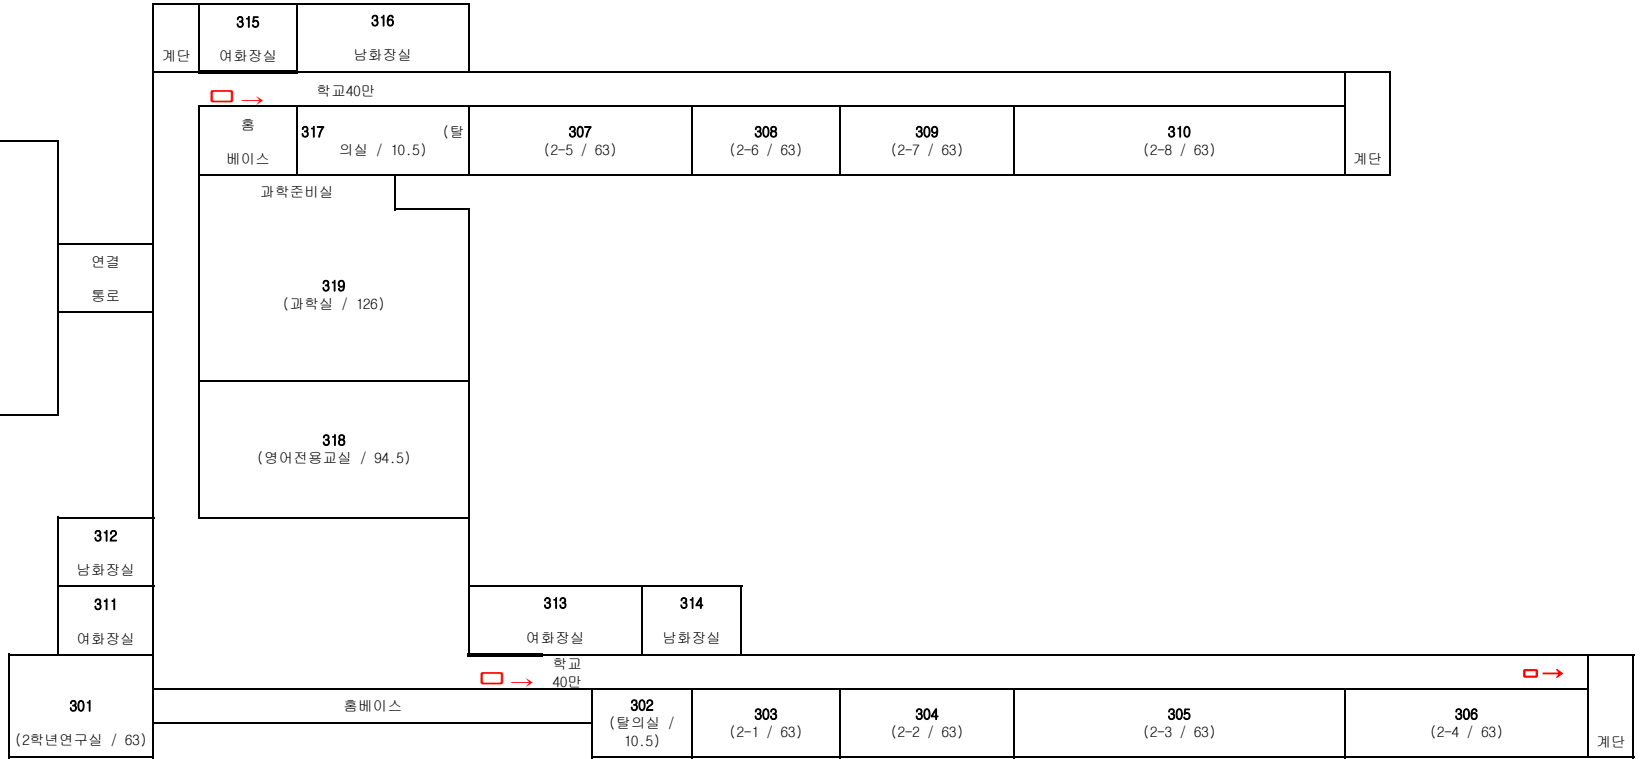 315
316
계단
여화장실
남화장실
학교40만
홈
베이스
317 (탈
의실 / 10.5)
307
(2-5 / 63)
308
(2-6 / 63)
309
(2-7 / 63)
310
(2-8 / 63)
계단
과학준비실
연결
통로
319
(과학실 / 126)
318
(영어전용교실 / 94.5)
312
남화장실
311
여화장실
313
여화장실
314
남화장실
학교
40만
301
(2학년연구실 / 63)
홈베이스
302
(탈의실 /
10.5)
303
(2-1 / 63)
304
(2-2 / 63)
305
(2-3 / 63)
306
(2-4 / 63)
계단